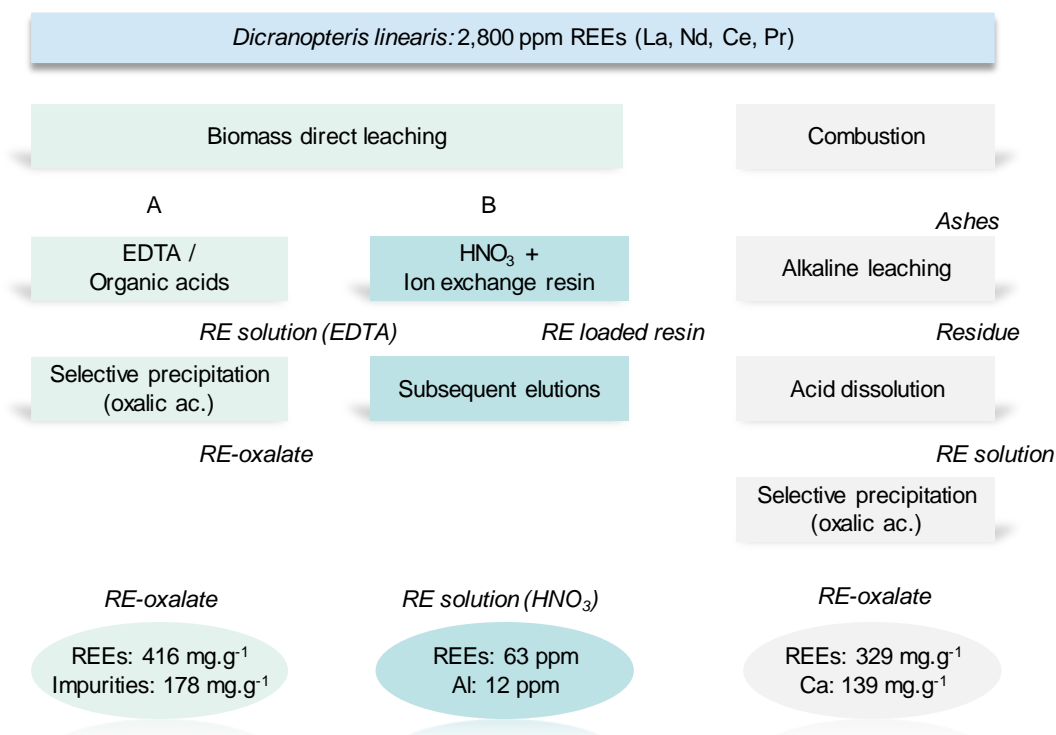 Dicranopteris linearis: 2,800 ppm REEs (La, Nd, Ce, Pr)
Biomass direct leaching
Combustion
A
B
Ashes
EDTA /
Organic acids
HNO₃ +
Ion exchange resin
Alkaline leaching
RE solution (EDTA)
RE loaded resin
Residue
Selective precipitation
(oxalic ac.)
Subsequent elutions
Acid dissolution
RE-oxalate
RE solution
Selective precipitation
(oxalic ac.)
RE-oxalate
RE solution (HNO₃)
RE-oxalate
REEs: 416 mg.g⁻¹
Impurities: 178 mg.g⁻¹
REEs: 63 ppm
Al: 12 ppm
REEs: 329 mg.g⁻¹
Ca: 139 mg.g⁻¹